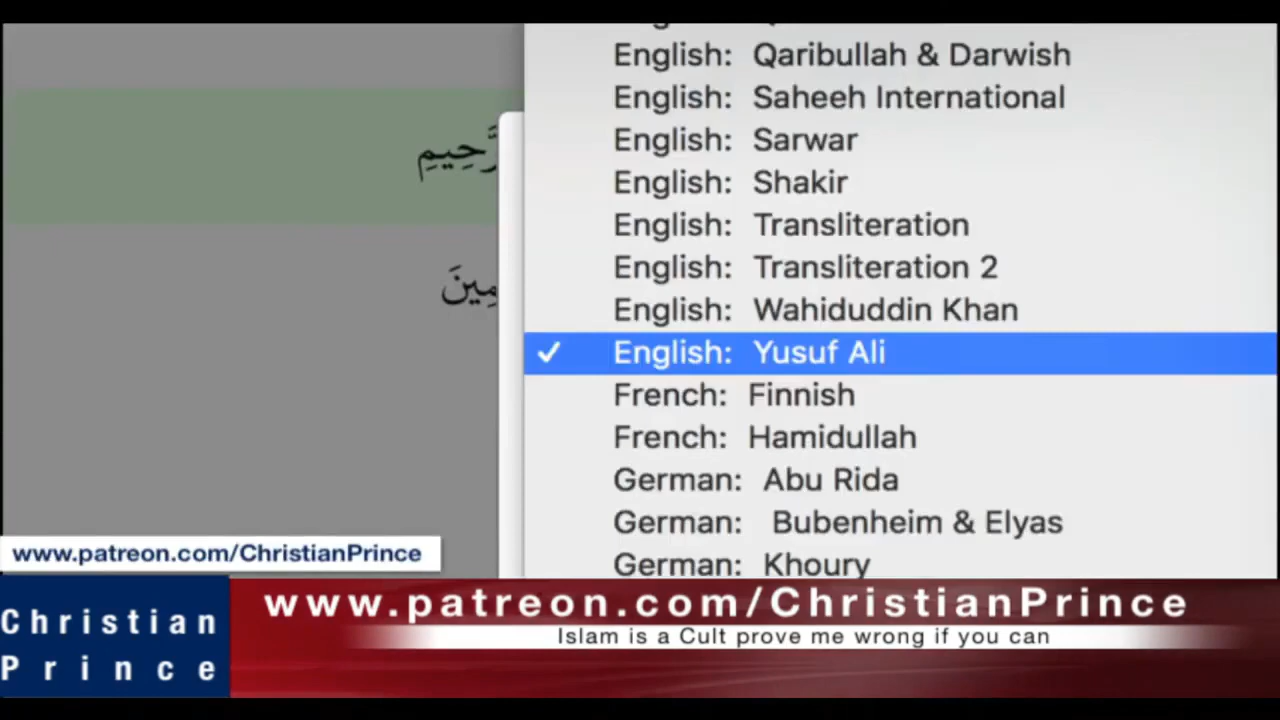 English: Qaribullah & Darwish
English: Saheeh International
English: Sarwar
English: Shakir
English: Transliteration
English: Transliteration 2
English: Wahiduddin Khan
✓ English: Yusuf Ali
French: Finnish
French: Hamidullah
German: Abu Rida
German: Bubenheim & Elyas
German: Khoury
رَّحِيمِ
مِينَ
www.patreon.com/ChristianPrince
Christian
Prince
www.patreon.com/ChristianPrince
Islam is a Cult prove me wrong if you can